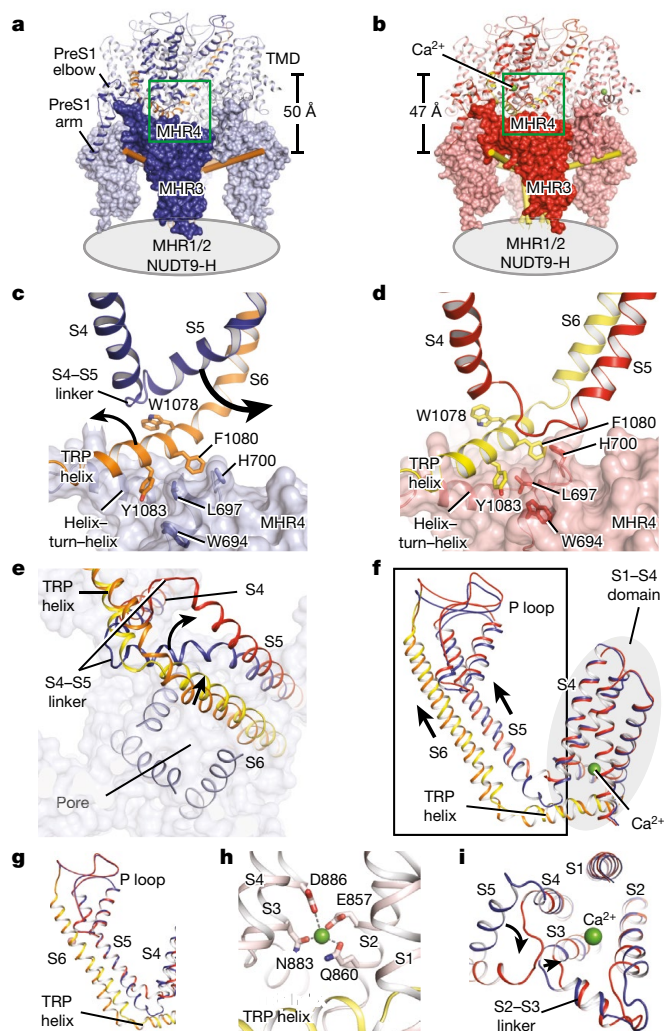 a
PreS1
elbow
TMD
PreS1
arm
50 Å
MHR4
MHR3
MHR1/2
NUDT9-H
b
Ca²⁺
47 Å
MHR4
MHR3
MHR1/2
NUDT9-H
c
S4
S5
S6
S4–S5
linker
W1078
F1080
H700
TRP
helix
Y1083
L697
Helix–
turn–helix
W694
MHR4
d
S4
S6
S5
W1078
F1080
H700
Y1083
L697
TRP
helix
Helix–
turn–helix
W694
MHR4
e
TRP
helix
S4
S5
S4–S5
linker
S6
Pore
f
S1–S4
domain
P loop
S4
S5
S6
TRP
helix
Ca²⁺
g
P loop
S5
S4
S6
TRP
helix
h
D886
S4
E857
S3
S2
N883
S1
Q860
TRP helix
i
S1
S4
S2
S5
Ca²⁺
S3
S2–S3
linker